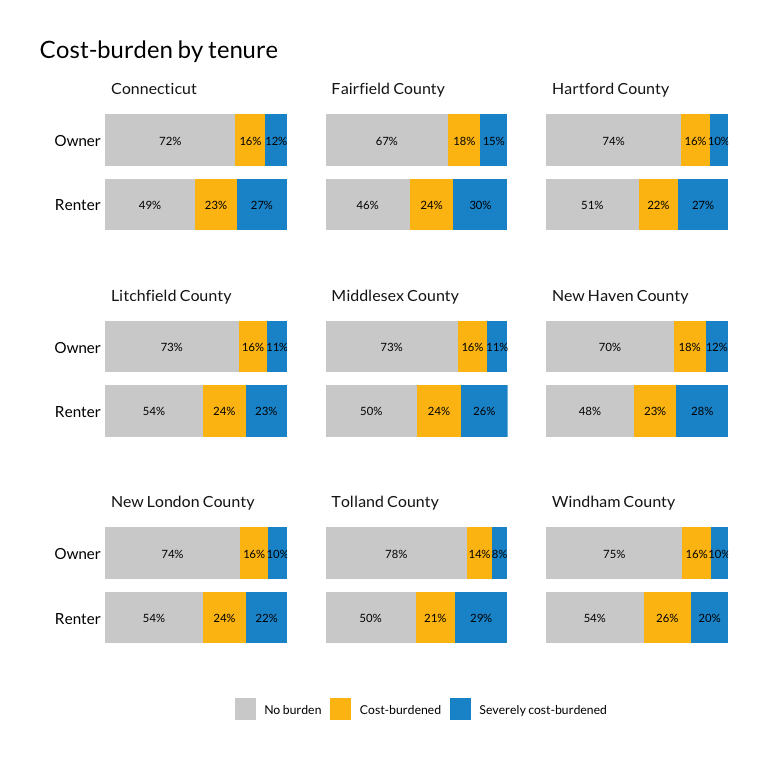 Cost-burden by tenure
Connecticut Fairfield County Hartford County
Owner 72% 16% 12% 67% 18% 15% 74% 16% 10%
Renter 49% 23% 27% 46% 24% 30% 51% 22% 27%
Litchfield County Middlesex County New Haven County
Owner 73% 16% 11% 73% 16% 11% 70% 18% 12%
Renter 54% 24% 23% 50% 24% 26% 48% 23% 28%
New London County Tolland County Windham County
Owner 74% 16% 10% 78% 14% 8% 75% 16% 10%
Renter 54% 24% 22% 50% 21% 29% 54% 26% 20%
No burden Cost-burdened Severely cost-burdened